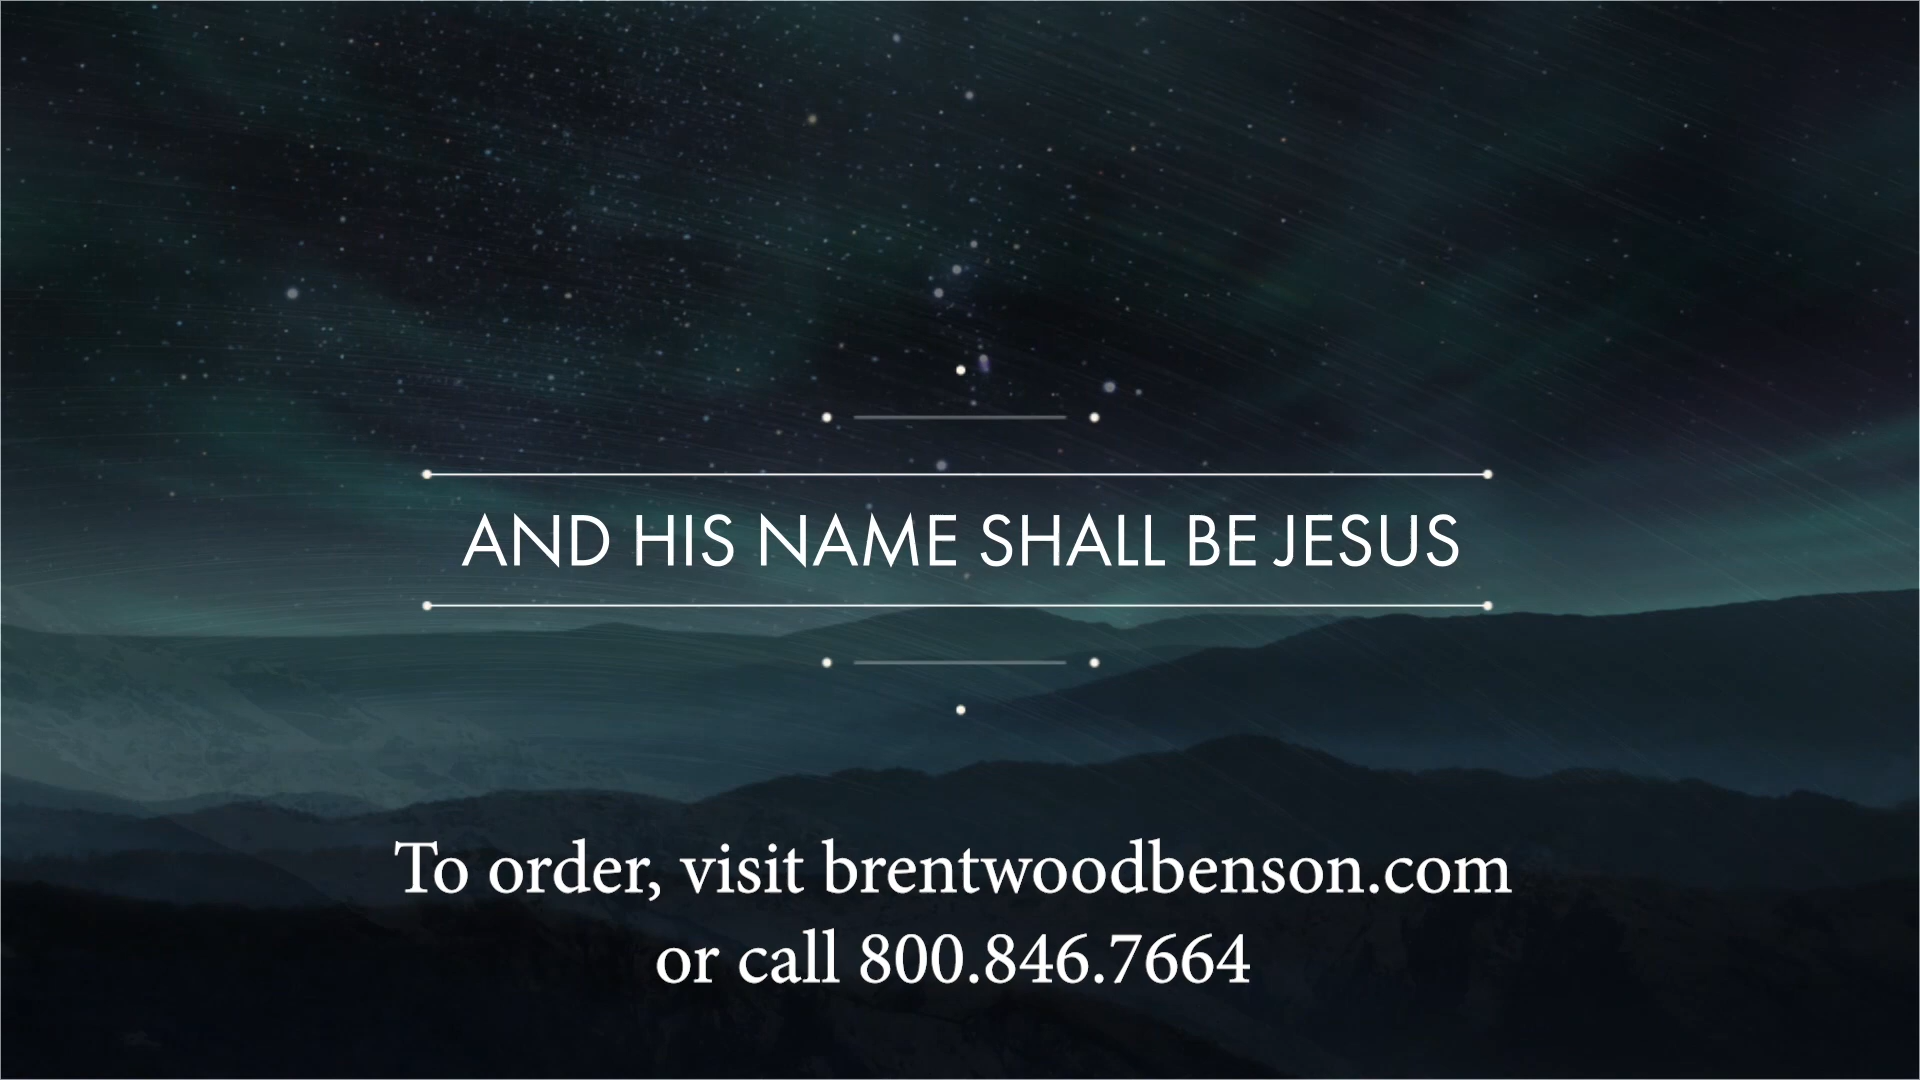 AND HIS NAME SHALL BE JESUS
To order, visit brentwoodbenson.com
or call 800.846.7664